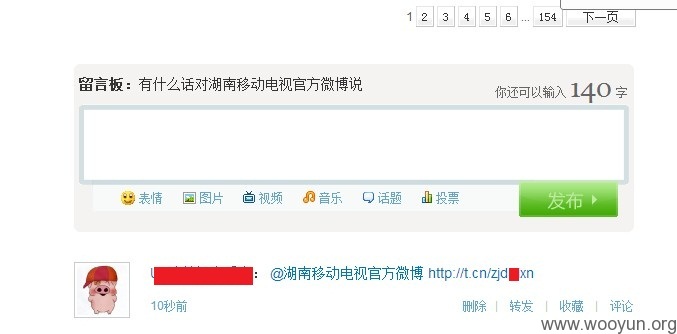 1 2 3 4 5 6 ... 154 下一页
留言板：有什么话对湖南移动电视官方微博说
你还可以输入 140 字
表情 图片 视频 音乐 话题 投票 发布
： @湖南移动电视官方微博 http://t.cn/zjd xn
10秒前 删除 | 转发 | 收藏 | 评论
www.wooyun.org